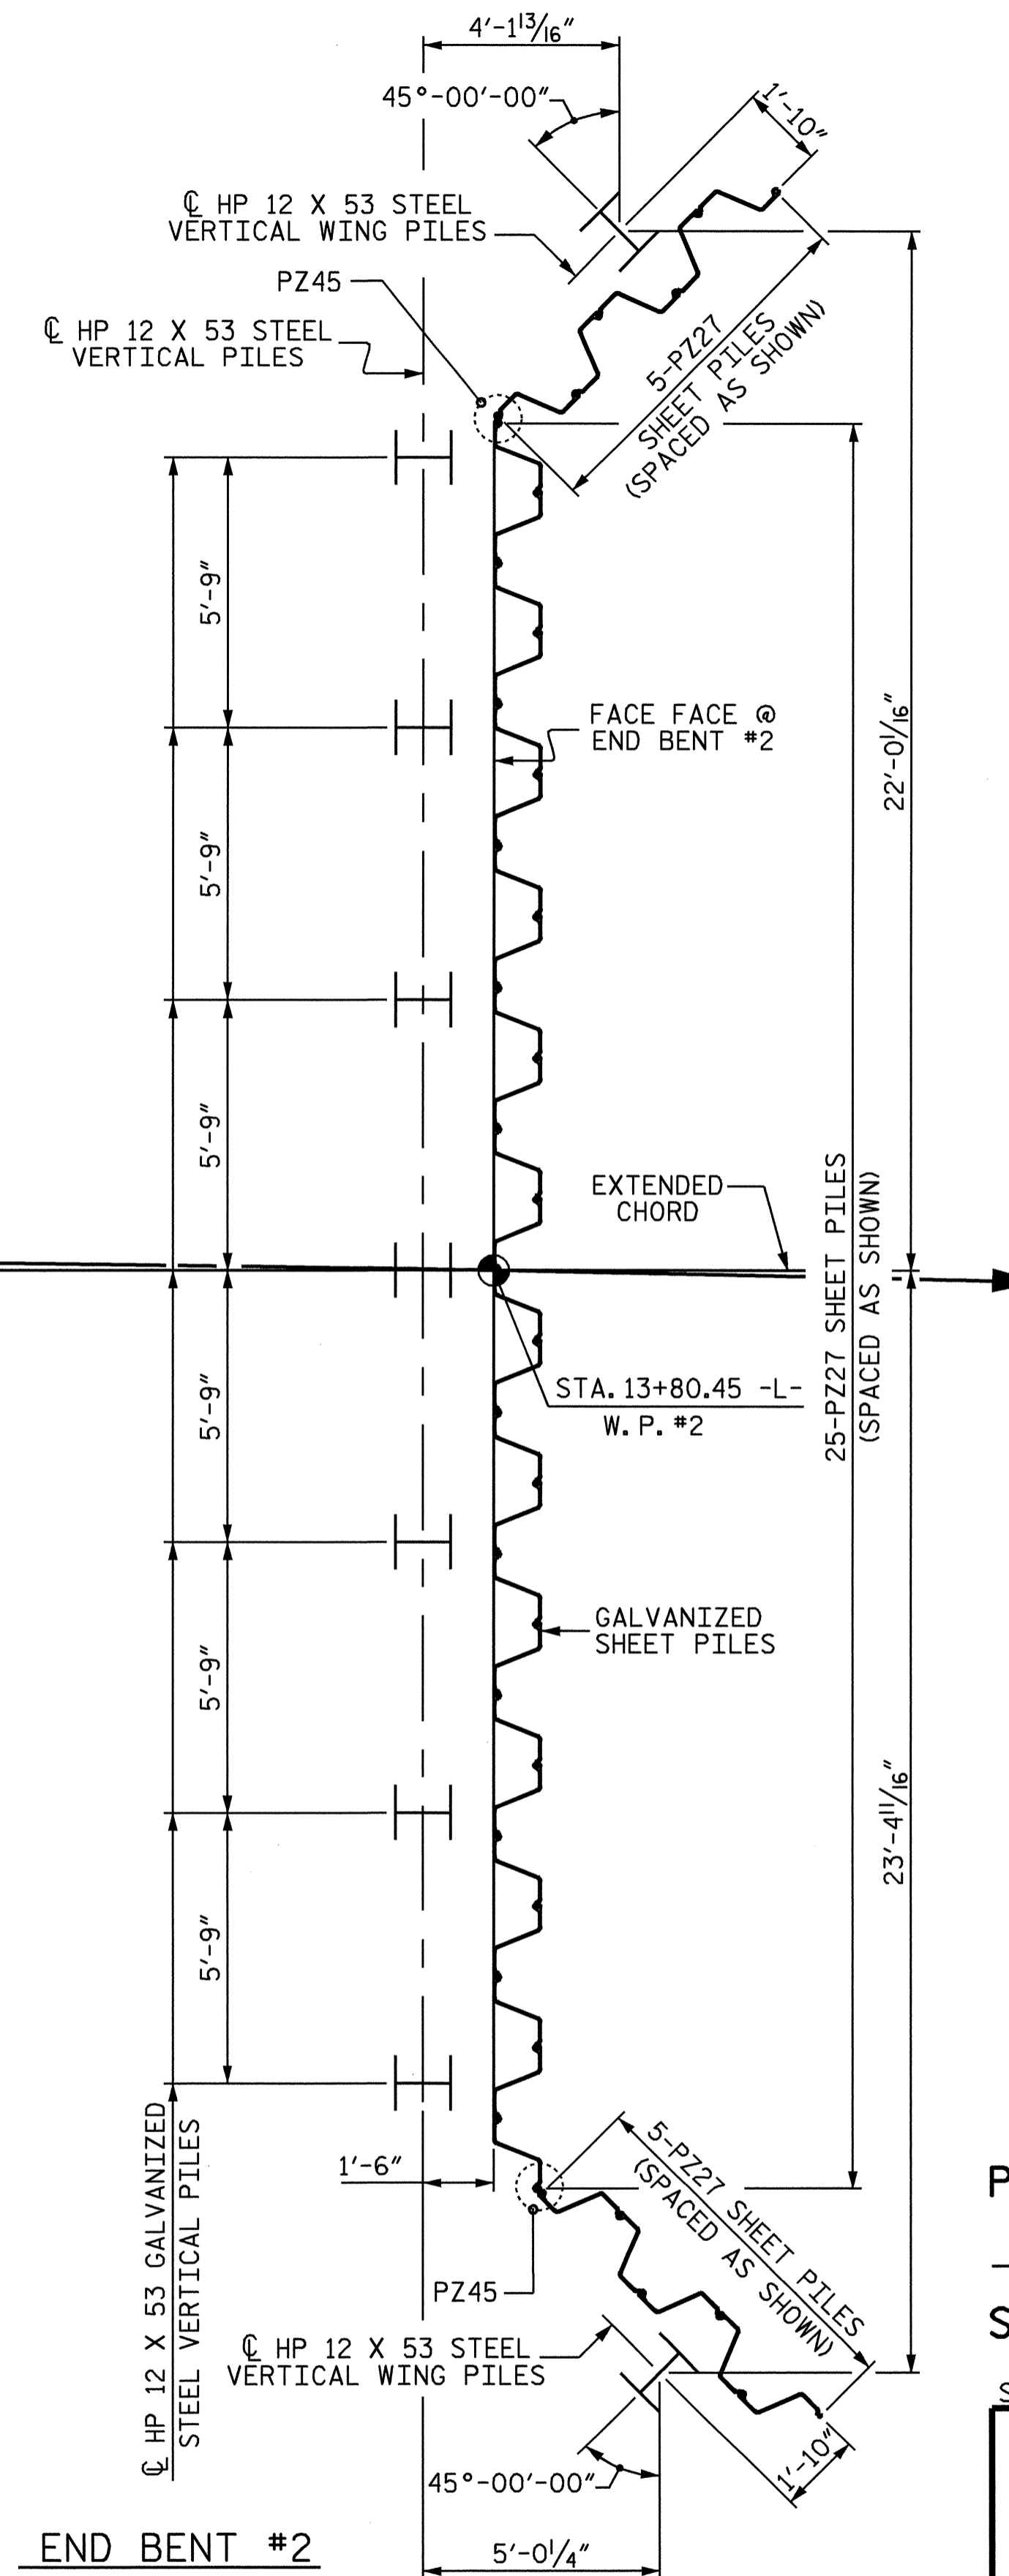 4'-1 13/16"
45°-00'-00"
1'-10"
℄ HP 12 X 53 STEEL
VERTICAL WING PILES
PZ45
℄ HP 12 X 53 STEEL
VERTICAL PILES
5-PZ27
SHEET PILES
(SPACED AS SHOWN)
5'-9"
FACE FACE @
END BENT #2
22'-0 1/16"
5'-9"
5'-9"
EXTENDED
CHORD
25-PZ27 SHEET PILES
(SPACED AS SHOWN)
5'-9"
STA. 13+80.45 -L-
W. P. #2
GALVANIZED
SHEET PILES
5'-9"
23'-4 11/16"
5'-9"
℄ HP 12 X 53 GALVANIZED
STEEL VERTICAL PILES
1'-6"
5-PZ27 SHEET PILES
(SPACED AS SHOWN)
P
PZ45
S
℄ HP 12 X 53 STEEL
VERTICAL WING PILES
1'-10"
45°-00'-00"
END BENT #2
5'-0 1/4"